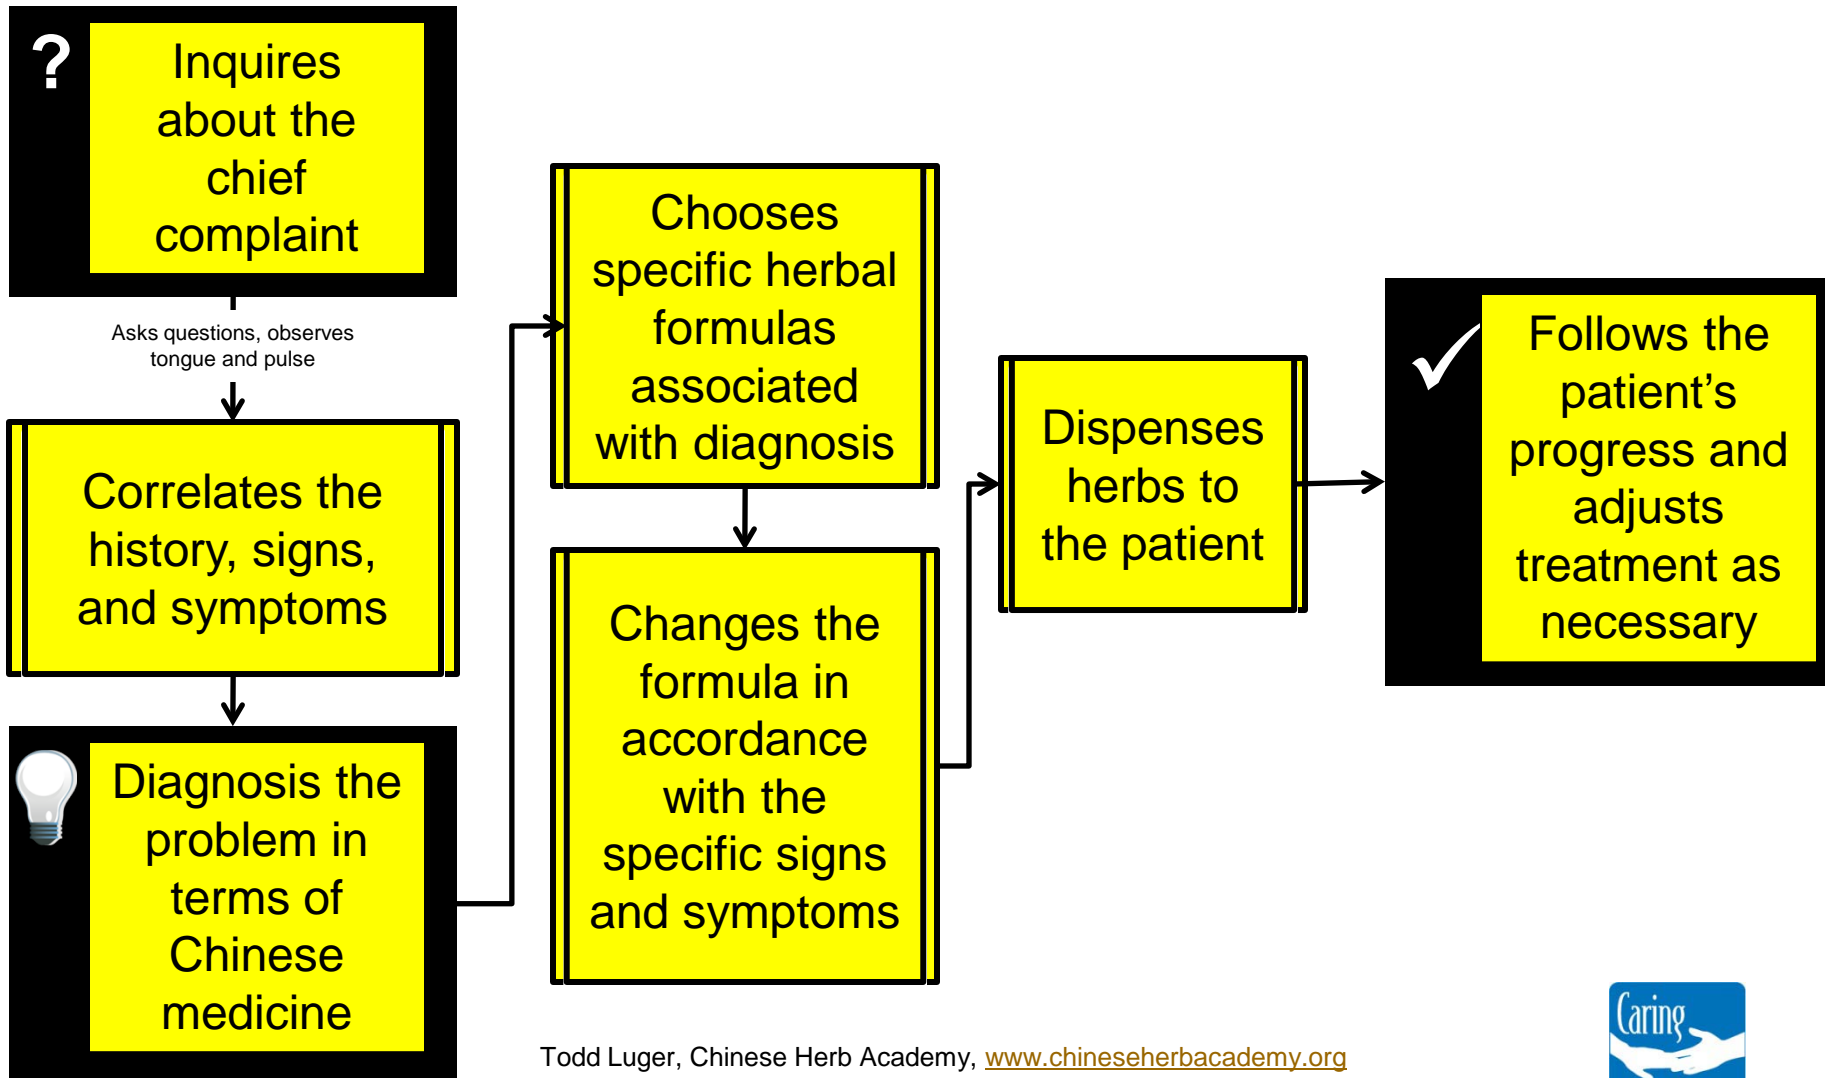 ?
Inquires
about the
chief
complaint
Asks questions, observes
tongue and pulse
Correlates the
history, signs,
and symptoms
Diagnosis the
problem in
terms of
Chinese
medicine
Chooses
specific herbal
formulas
associated
with diagnosis
Changes the
formula in
accordance
with the
specific signs
and symptoms
Dispenses
herbs to
the patient
Follows the
patient’s
progress and
adjusts
treatment as
necessary
Todd Luger, Chinese Herb Academy, www.chineseherbacademy.org
Caring